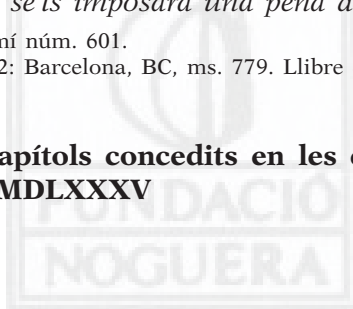 se'ls imposarà una pena d
mí núm. 601.
2: Barcelona, BC, ms. 779. Llibre
apítols concedits en les
MDLXXXV
FUNDACIÓ
NOGUERA